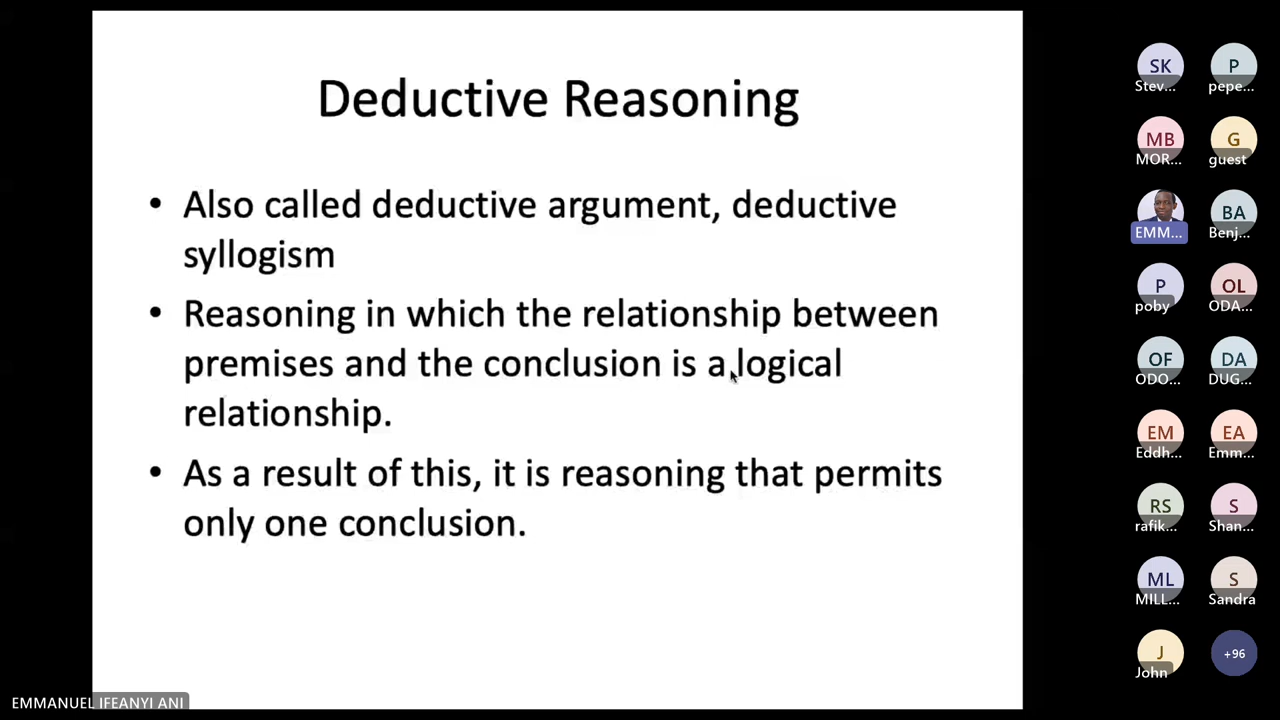 Deductive Reasoning
• Also called deductive argument, deductive
syllogism
• Reasoning in which the relationship between
premises and the conclusion is a logical
relationship.
• As a result of this, it is reasoning that permits
only one conclusion.
SK
Stev...
P
pepe...
MB
MOR...
G
guest
EMM...
BA
Benj...
P
poby
OL
ODA...
OF
ODO...
DA
DUG...
EM
Eddh...
EA
Emm...
RS
rafik...
S
Shan...
ML
MILL...
S
Sandra
J
John
+96
EMMANUEL IFEANYI ANI